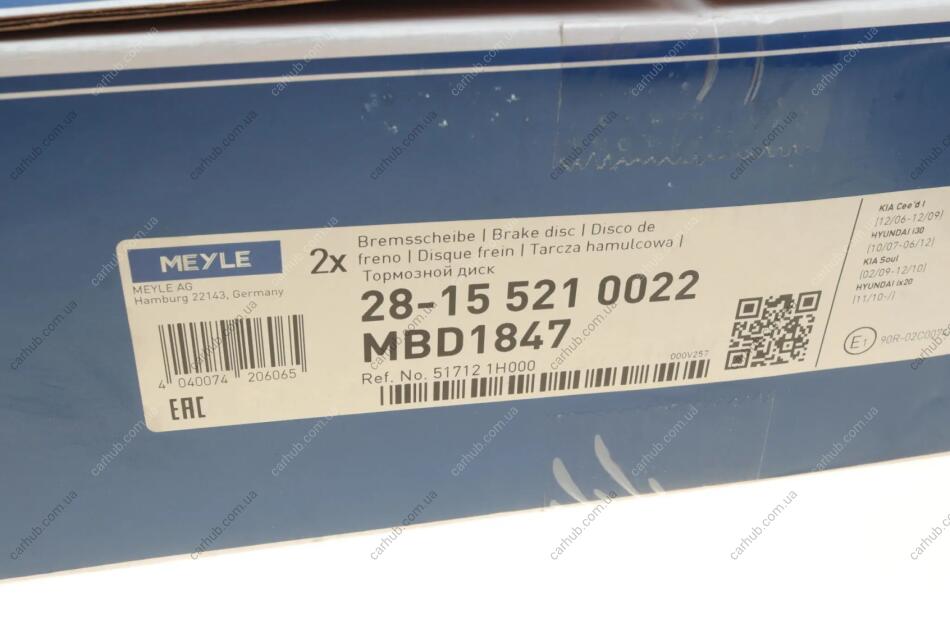 MEYLE
MEYLE AG
Hamburg 22143, Germany
4 040074 206065
EAC
2x
Bremsscheibe | Brake disc | Disco de
freno | Disque frein | Tarcza hamulcowa |
Тормозной диск
28-15 521 0022
MBD1847
Ref. No. 51712 1H000
000V257
KIA Cee'd I
(12/06-12/09)
HYUNDAI i30
(10/07-06/12)
KIA Soul
(02/09-12/10)
HYUNDAI ix20
(11/10-/)
E1
carhub.com.ua